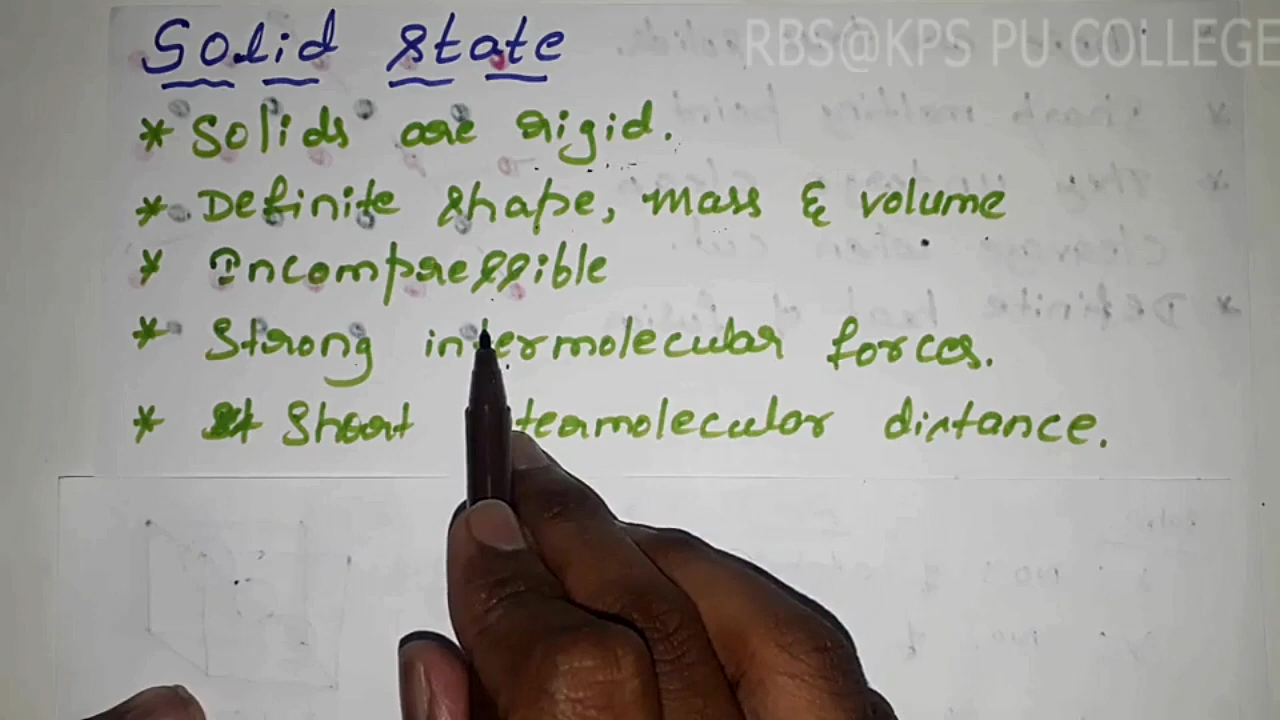 RBS@KPS PU COLLEGE
Solid State
* Solids are rigid.
* Definite shape, mass & volume
* Incompressible
* Strong intermolecular forces.
* Short termolecular distance.